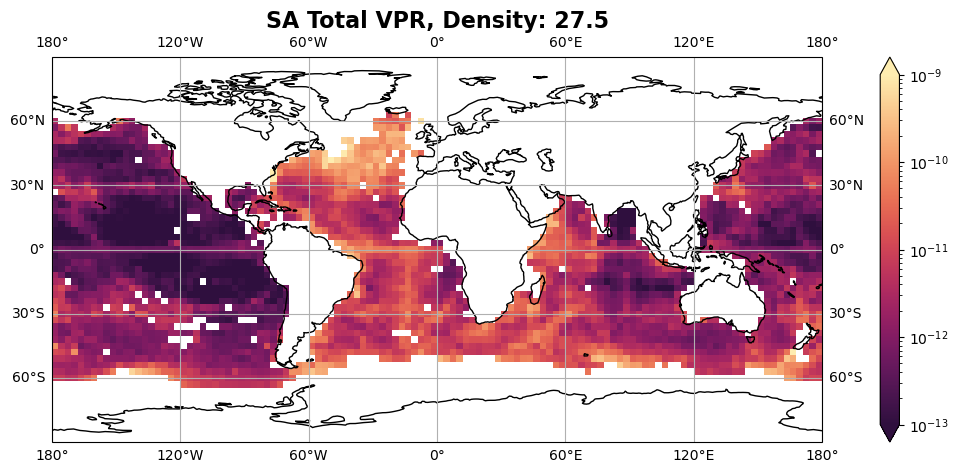 SA Total VPR, Density: 27.5
180° 120°W 60°W 0° 60°E 120°E 180°
60°N 60°N
30°N 30°N
0° 0°
30°S 30°S
60°S 60°S
180° 120°W 60°W 0° 60°E 120°E 180°
10⁻⁹
10⁻¹⁰
10⁻¹¹
10⁻¹²
10⁻¹³